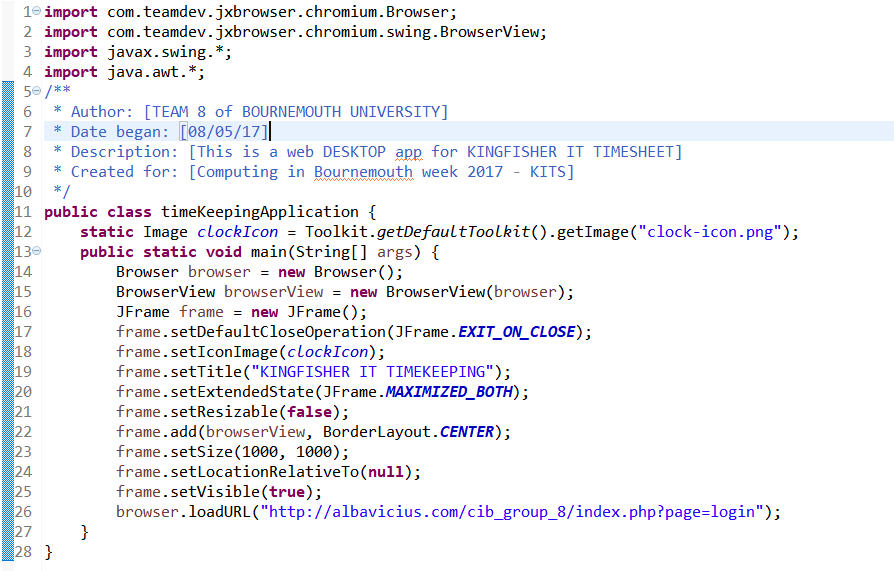 1 import com.teamdev.jxbrowser.chromium.Browser;
2 import com.teamdev.jxbrowser.chromium.swing.BrowserView;
3 import javax.swing.*;
4 import java.awt.*;
5 /**
6  * Author: [TEAM 8 of BOURNEMOUTH UNIVERSITY]
7  * Date began: [08/05/17]
8  * Description: [This is a web DESKTOP app for KINGFISHER IT TIMESHEET]
9  * Created for: [Computing in Bournemouth week 2017 - KITS]
10  */
11 public class timeKeepingApplication {
12     static Image clockIcon = Toolkit.getDefaultToolkit().getImage("clock-icon.png");
13     public static void main(String[] args) {
14         Browser browser = new Browser();
15         BrowserView browserView = new BrowserView(browser);
16         JFrame frame = new JFrame();
17         frame.setDefaultCloseOperation(JFrame.EXIT_ON_CLOSE);
18         frame.setIconImage(clockIcon);
19         frame.setTitle("KINGFISHER IT TIMEKEEPING");
20         frame.setExtendedState(JFrame.MAXIMIZED_BOTH);
21         frame.setResizable(false);
22         frame.add(browserView, BorderLayout.CENTER);
23         frame.setSize(1000, 1000);
24         frame.setLocationRelativeTo(null);
25         frame.setVisible(true);
26         browser.loadURL("http://albavicius.com/cib_group_8/index.php?page=login");
27     }
28 }